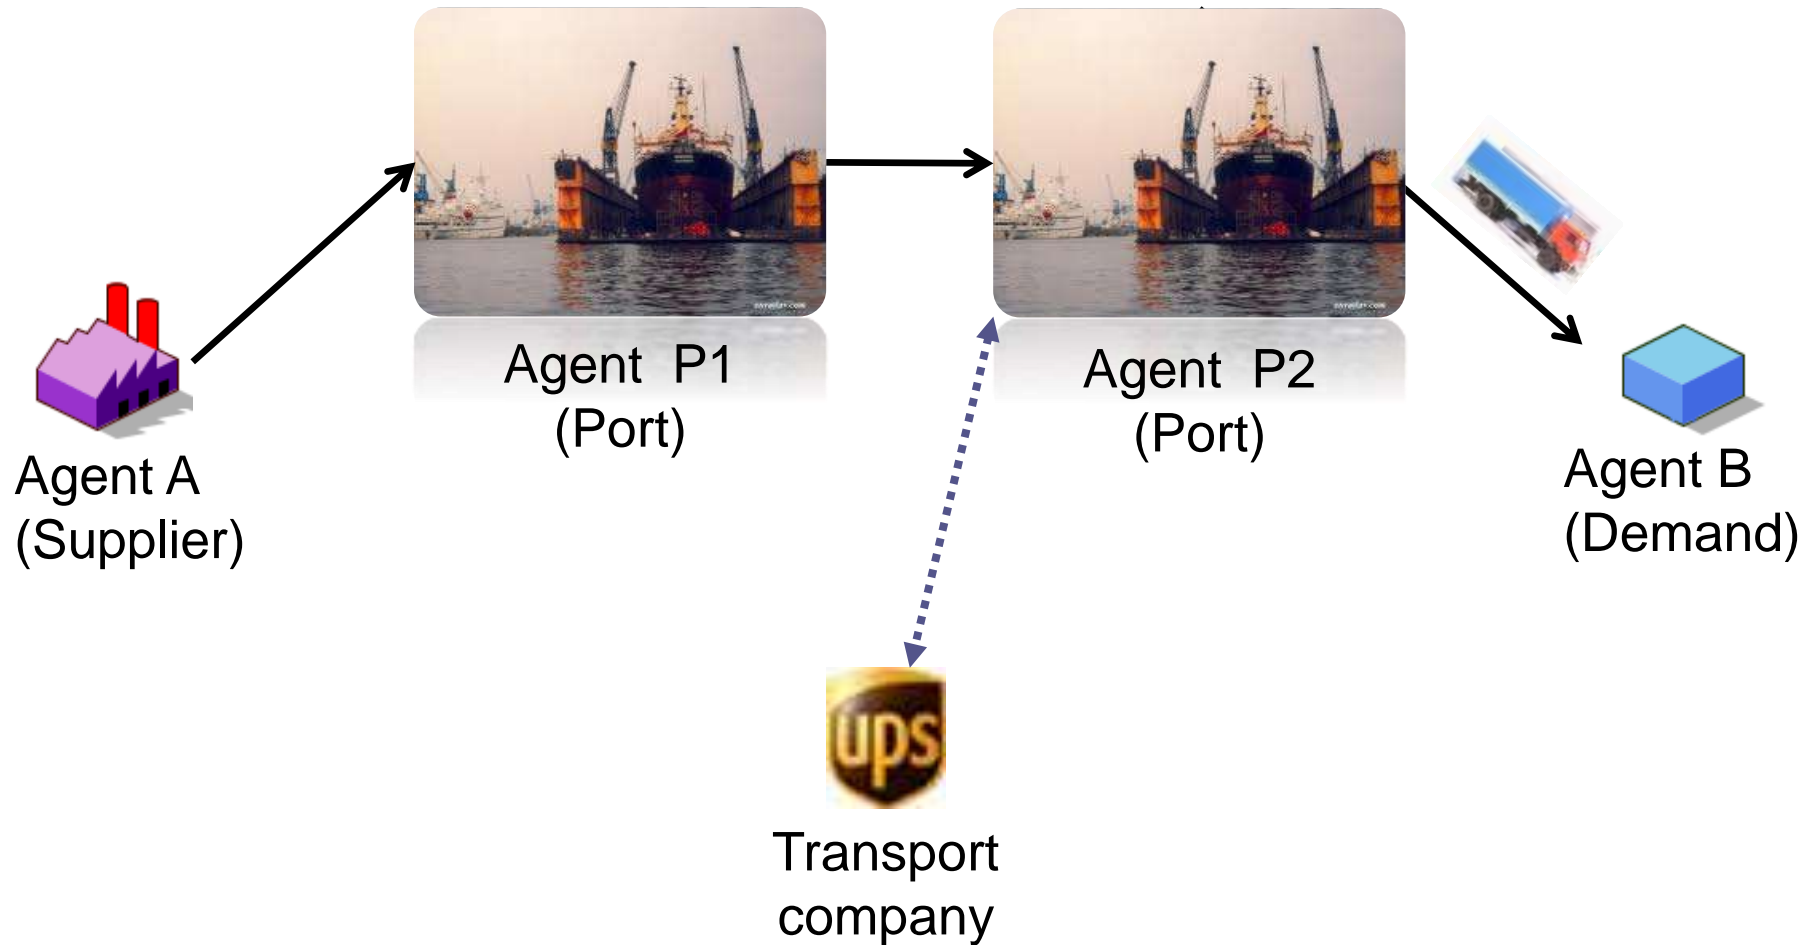 Agent P1
(Port)
Agent P2
(Port)
Agent A
(Supplier)
Agent B
(Demand)
ups
Transport
company